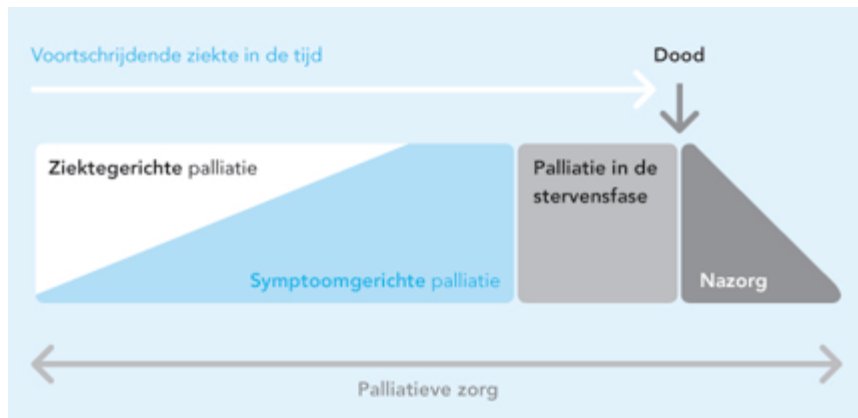 Voortschrijdende ziekte in de tijd
Dood
Ziektegerichte palliatie
Palliatie in de
stervensfase
Symptoomgerichte palliatie
Nazorg
Palliatieve zorg